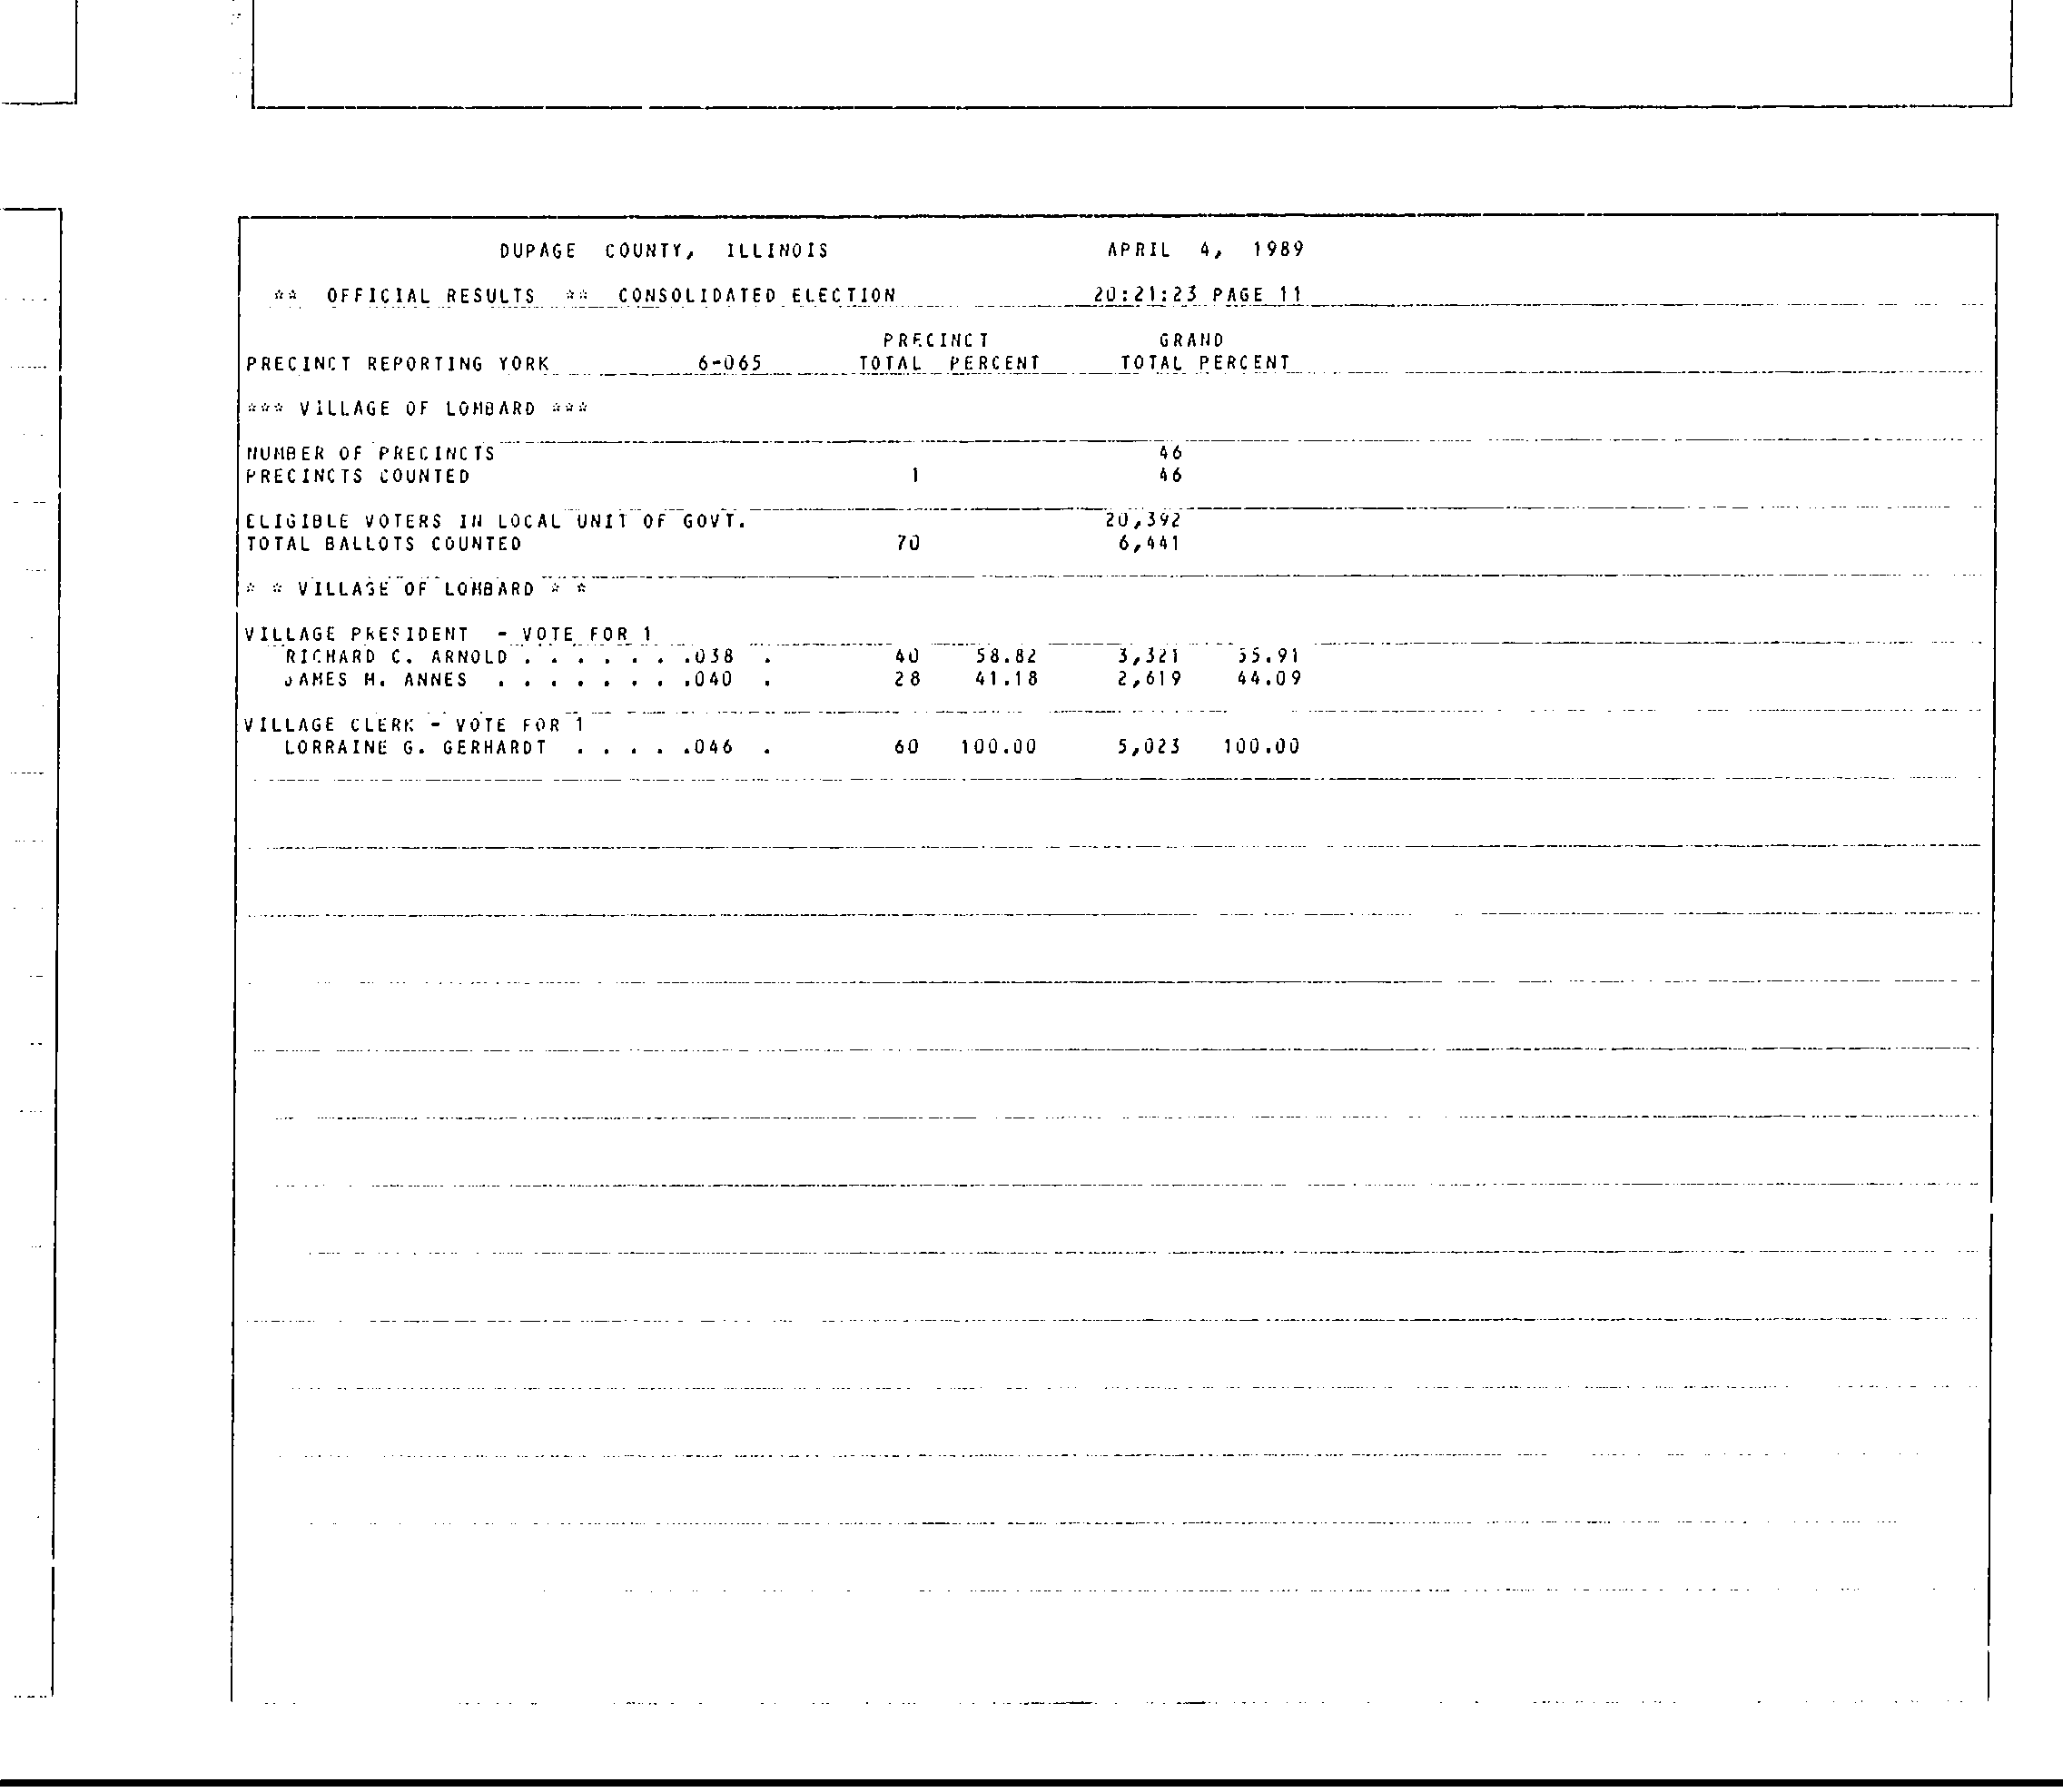 DUPAGE COUNTY, ILLINOIS APRIL 4, 1989
** OFFICIAL RESULTS ** CONSOLIDATED ELECTION 20:21:23 PAGE 11
PRECINCT GRAND
PRECINCT REPORTING YORK 6-065 TOTAL PERCENT TOTAL PERCENT
*** VILLAGE OF LOMBARD ***
NUMBER OF PRECINCTS 46
PRECINCTS COUNTED 1 46
ELIGIBLE VOTERS IN LOCAL UNIT OF GOVT. 20,392
TOTAL BALLOTS COUNTED 70 6,441
* * VILLAGE OF LOMBARD * *
VILLAGE PRESIDENT - VOTE FOR 1
RICHARD C. ARNOLD . . . . . . .038 . 40 58.82 3,321 55.91
JAMES M. ANNES . . . . . . . .040 . 28 41.18 2,619 44.09
VILLAGE CLERK - VOTE FOR 1
LORRAINE G. GERHARDT . . . . .046 . 60 100.00 5,023 100.00